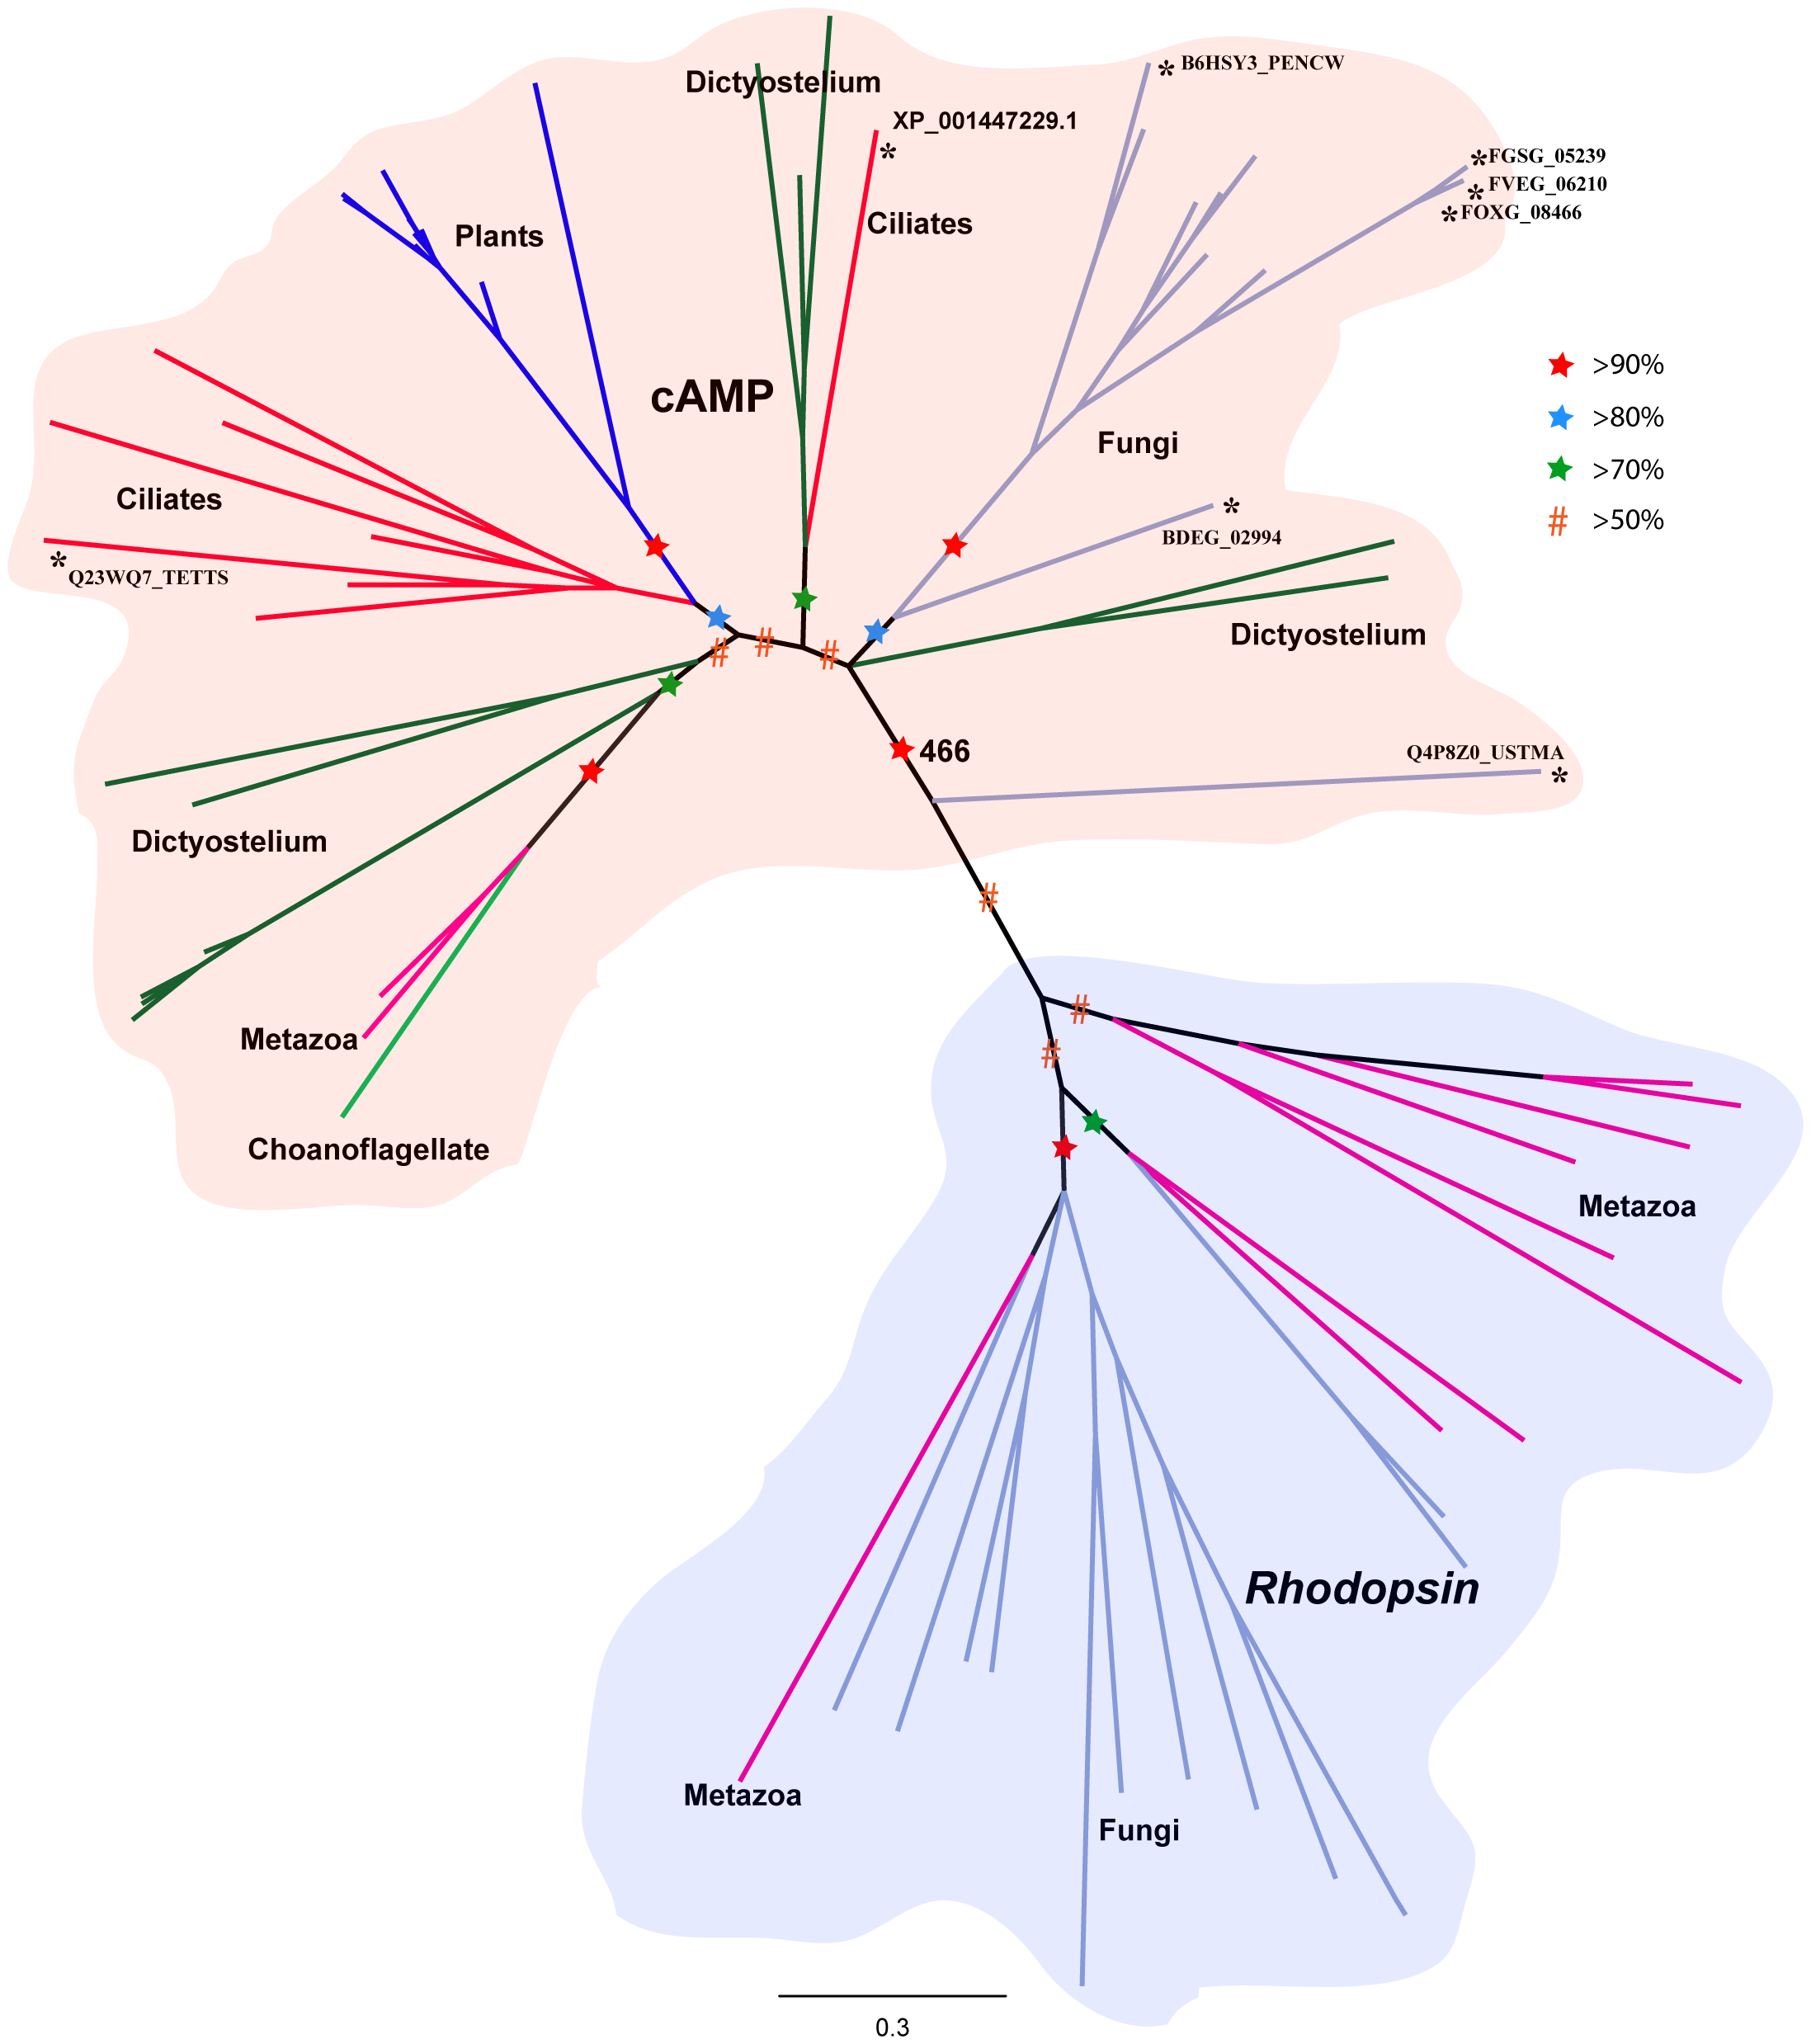 B6HSY3_PENCW
Dictyostelium
XP_001447229.1
*
*
* FGSG_05239
* FVEG_06210
* FOXG_08466
Ciliates
Plants
>90%
cAMP
>80%
Fungi
>70%
Ciliates
>50%
*
BDEG_02994
*
Q23WQ7_TETTS
Dictyostelium
#
#
#
466
Q4P8Z0_USTMA
*
Dictyostelium
#
#
#
Metazoa
Choanoflagellate
Metazoa
Rhodopsin
Metazoa
Fungi
0.3